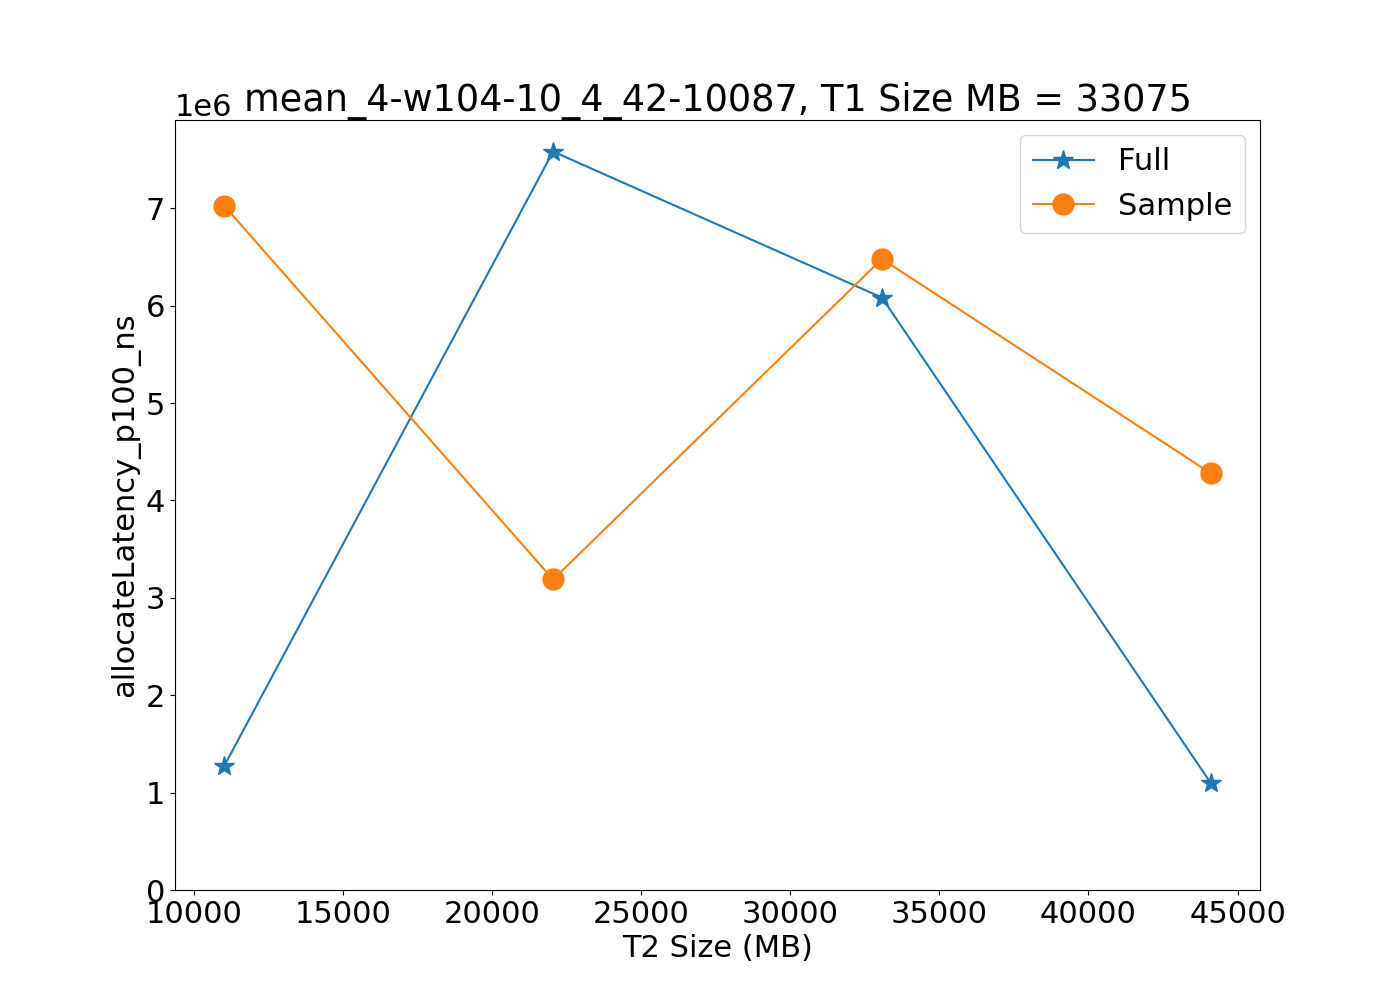 1e6 mean_4-w104-10_4_42-10087, T1 Size MB = 33075
Full
Sample
7
6
5
4
3
2
1
0
allocateLatency_p100_ns
10000 15000 20000 25000 30000 35000 40000 45000
T2 Size (MB)